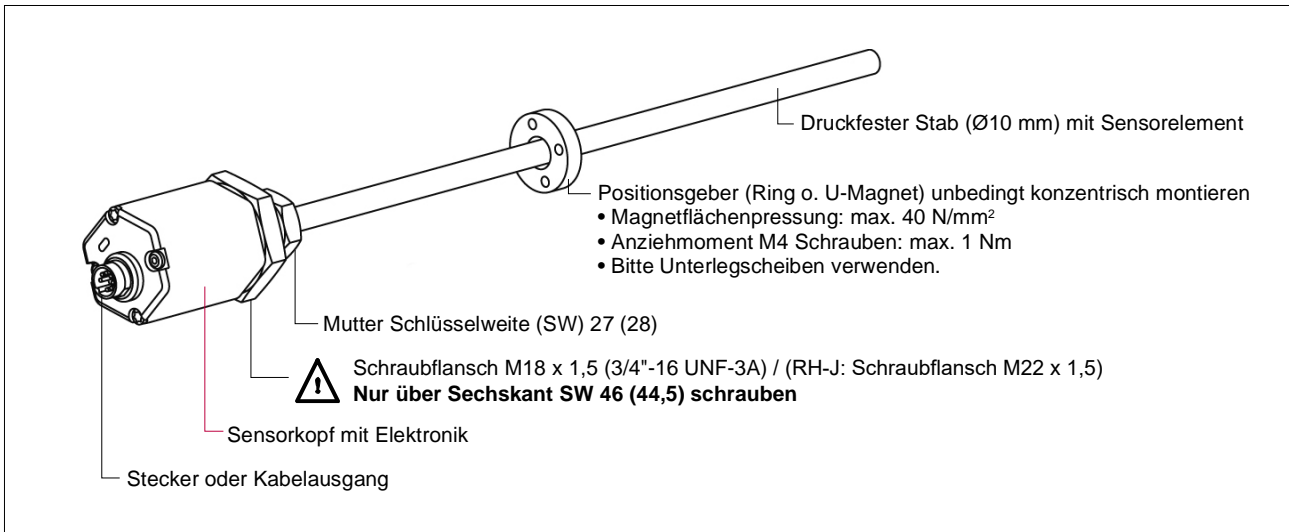 Druckfester Stab (Ø10 mm) mit Sensorelement
Positionsgeber (Ring o. U-Magnet) unbedingt konzentrisch montieren
• Magnetflächenpressung: max. 40 N/mm²
• Anziehmoment M4 Schrauben: max. 1 Nm
• Bitte Unterlegscheiben verwenden.
Mutter Schlüsselweite (SW) 27 (28)
Schraubflansch M18 x 1,5 (3/4"-16 UNF-3A) / (RH-J: Schraubflansch M22 x 1,5)
Nur über Sechskant SW 46 (44,5) schrauben
Sensorkopf mit Elektronik
Stecker oder Kabelausgang